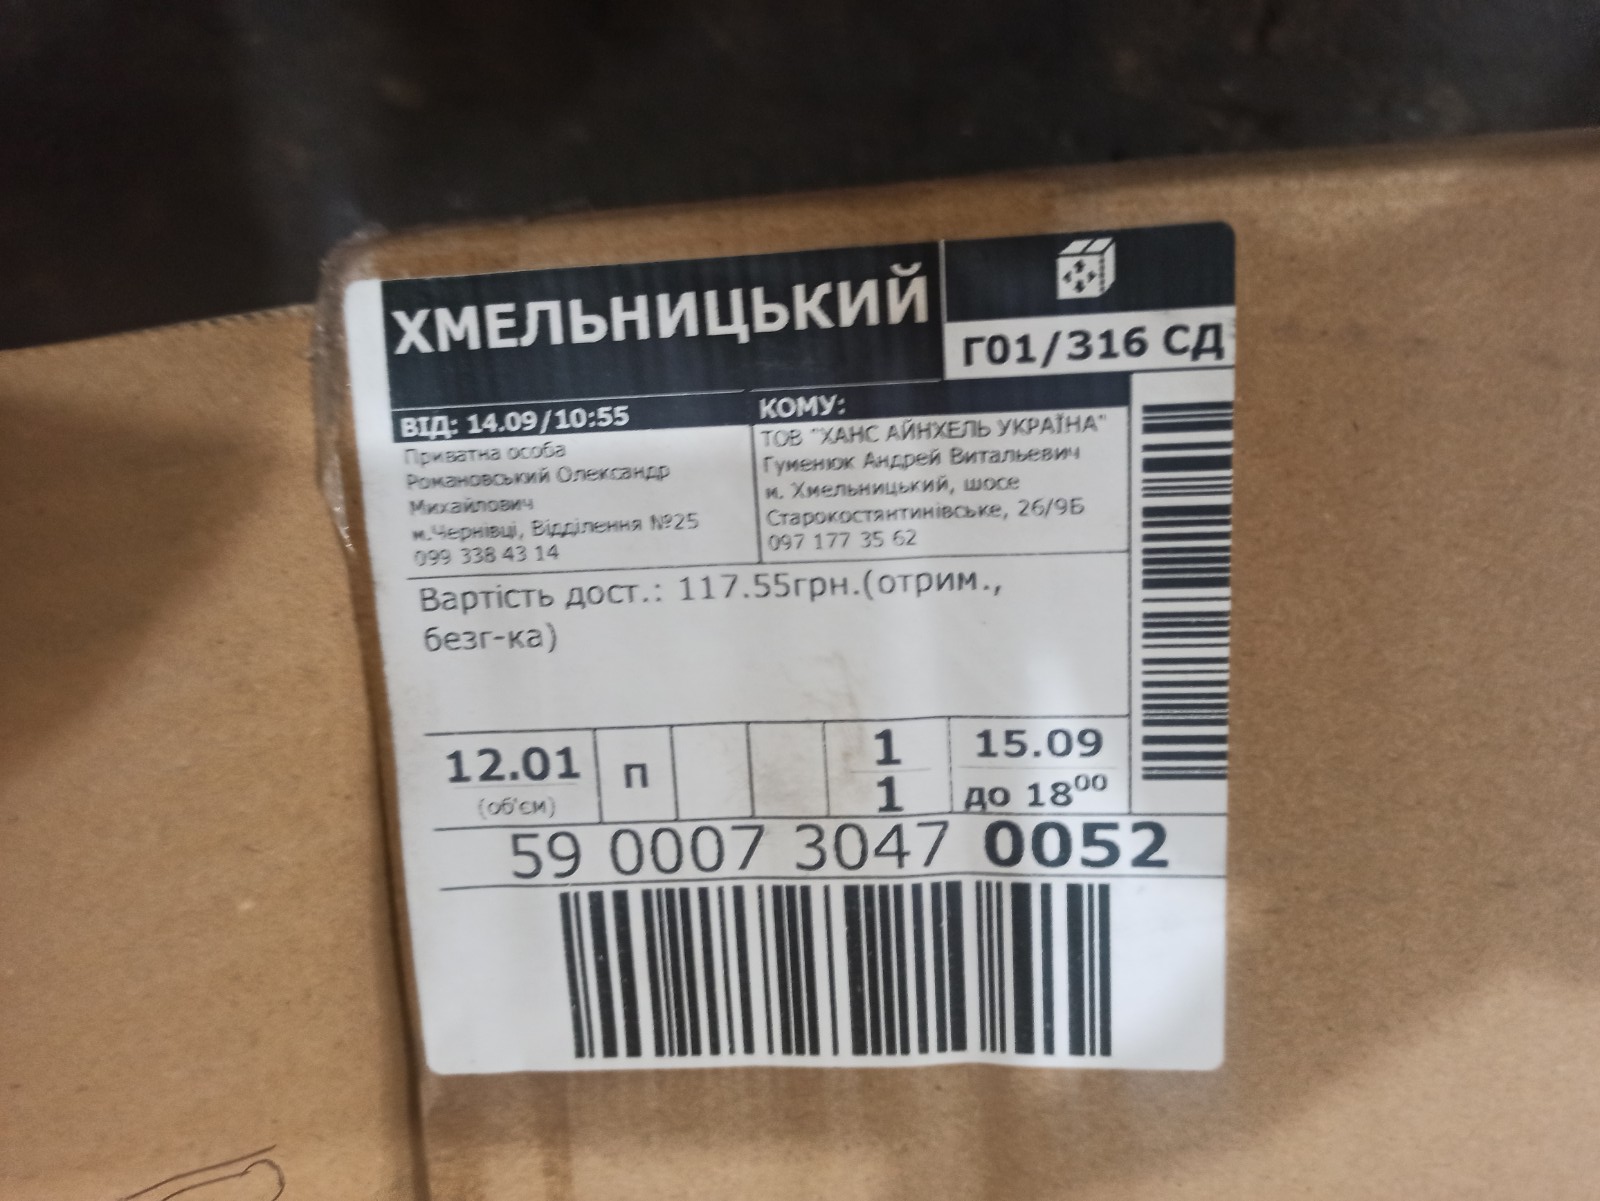 ХМЕЛЬНИЦЬКИЙ
Г01/316 СД
ВІД: 14.09/10:55
Приватна особа
Романовський Олександр
Михайлович
м.Чернівці, Відділення №25
099 338 43 14
КОМУ:
ТОВ "ХАНС АЙНХЕЛЬ УКРАЇНА"
Гуменюк Андрей Витальевич
м. Хмельницький, шосе
Старокостянтинівське, 26/9Б
097 177 35 62
Вартість дост.: 117.55грн.(отрим.,
безг-ка)
12.01
(об'єм)
П
1
1
15.09
до 18⁰⁰
59 0007 3047 0052